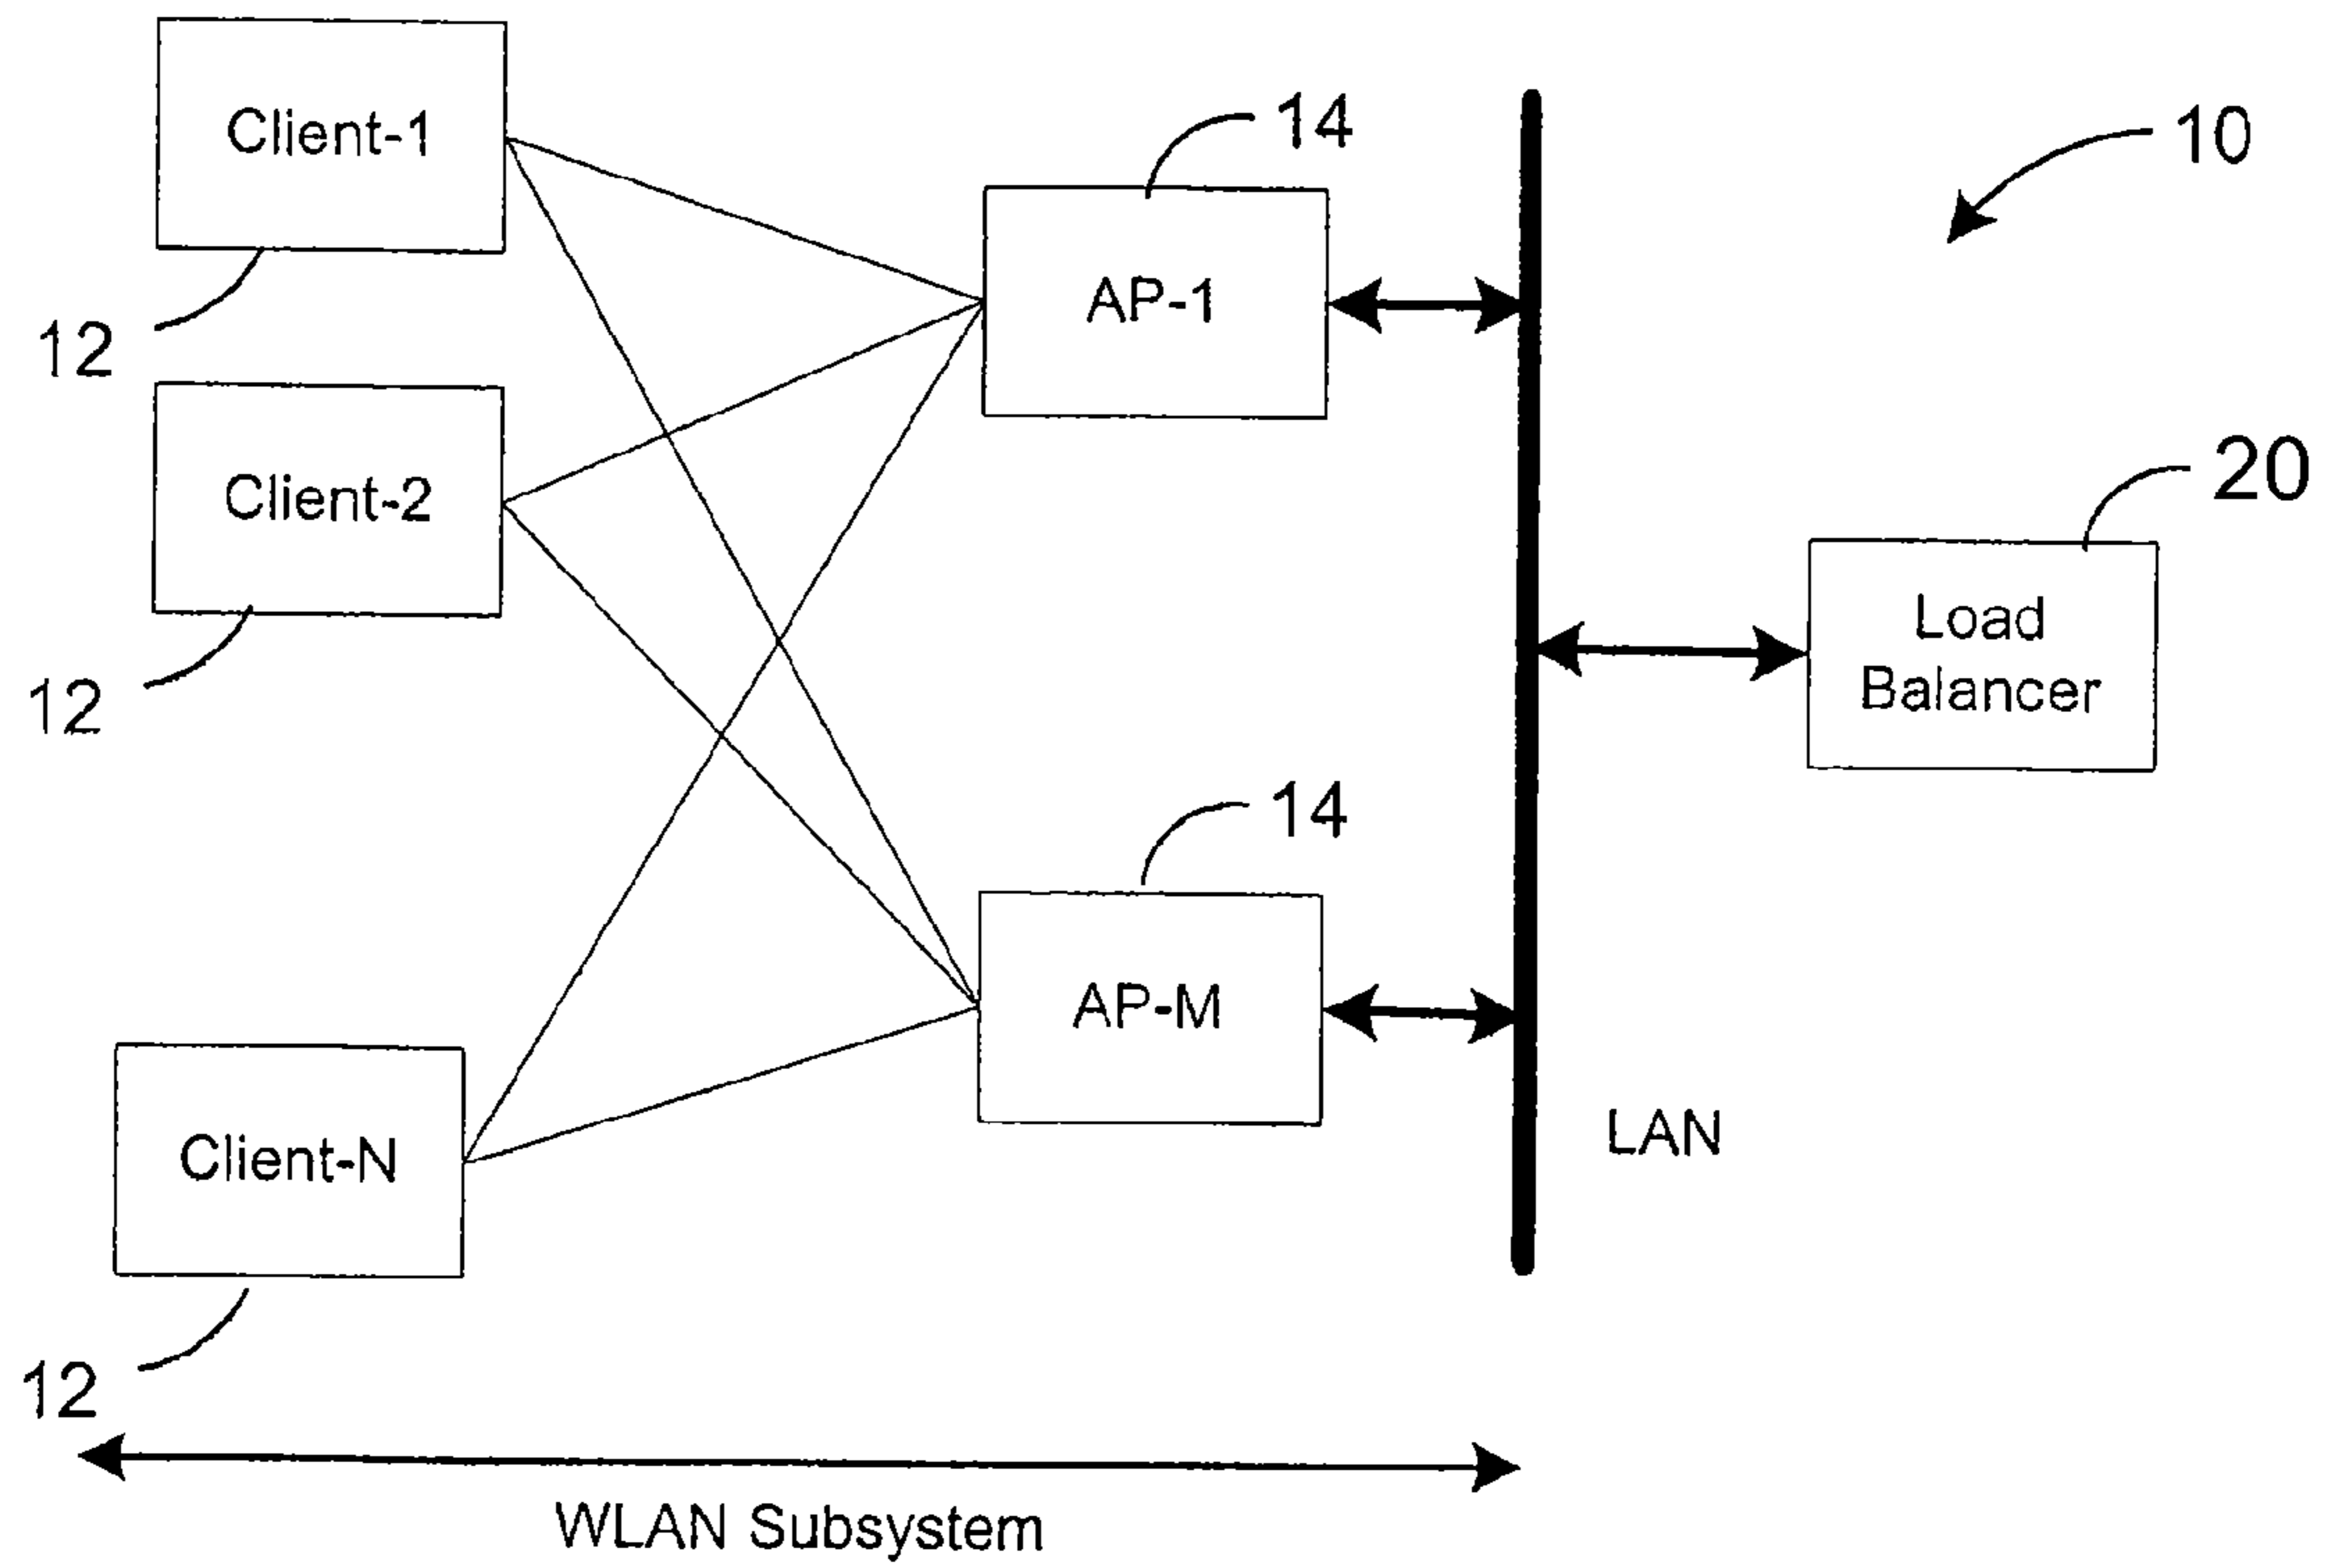 Client-1
14
10
AP-1
12
Client-2
20
Load
Balancer
12
14
AP-M
LAN
Client-N
12
WLAN Subsystem